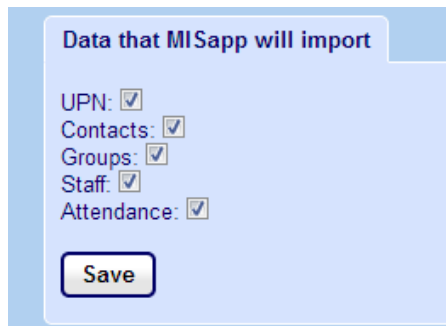 Data that MISapp will import
UPN:
Contacts:
Groups:
Staff:
Attendance:
Save